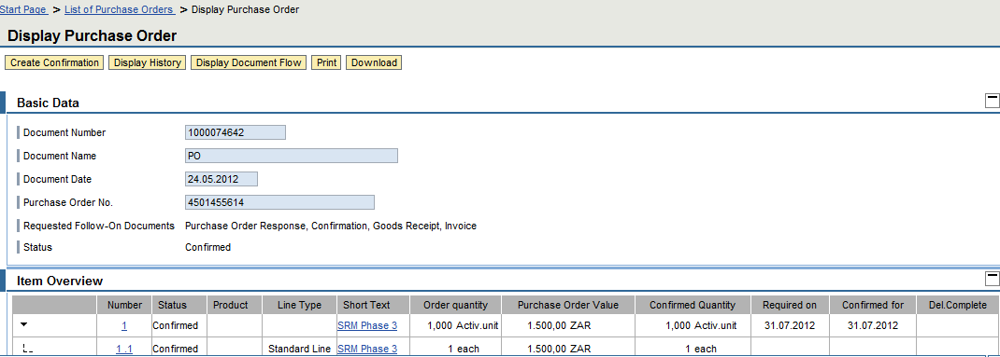 Start Page > List of Purchase Orders > Display Purchase Order
Display Purchase Order
Create Confirmation Display History Display Document Flow Print Download
Basic Data
Document Number 1000074642
Document Name PO
Document Date 24.05.2012
Purchase Order No. 4501455614
Requested Follow-On Documents Purchase Order Response, Confirmation, Goods Receipt, Invoice
Status Confirmed
Item Overview
Number Status Product Line Type Short Text Order quantity Purchase Order Value Confirmed Quantity Required on Confirmed for Del.Complete
1 Confirmed SRM Phase 3 1,000 Activ.unit 1.500,00 ZAR 1,000 Activ.unit 31.07.2012 31.07.2012
1 .1 Confirmed Standard Line SRM Phase 3 1 each 1.500,00 ZAR 1 each